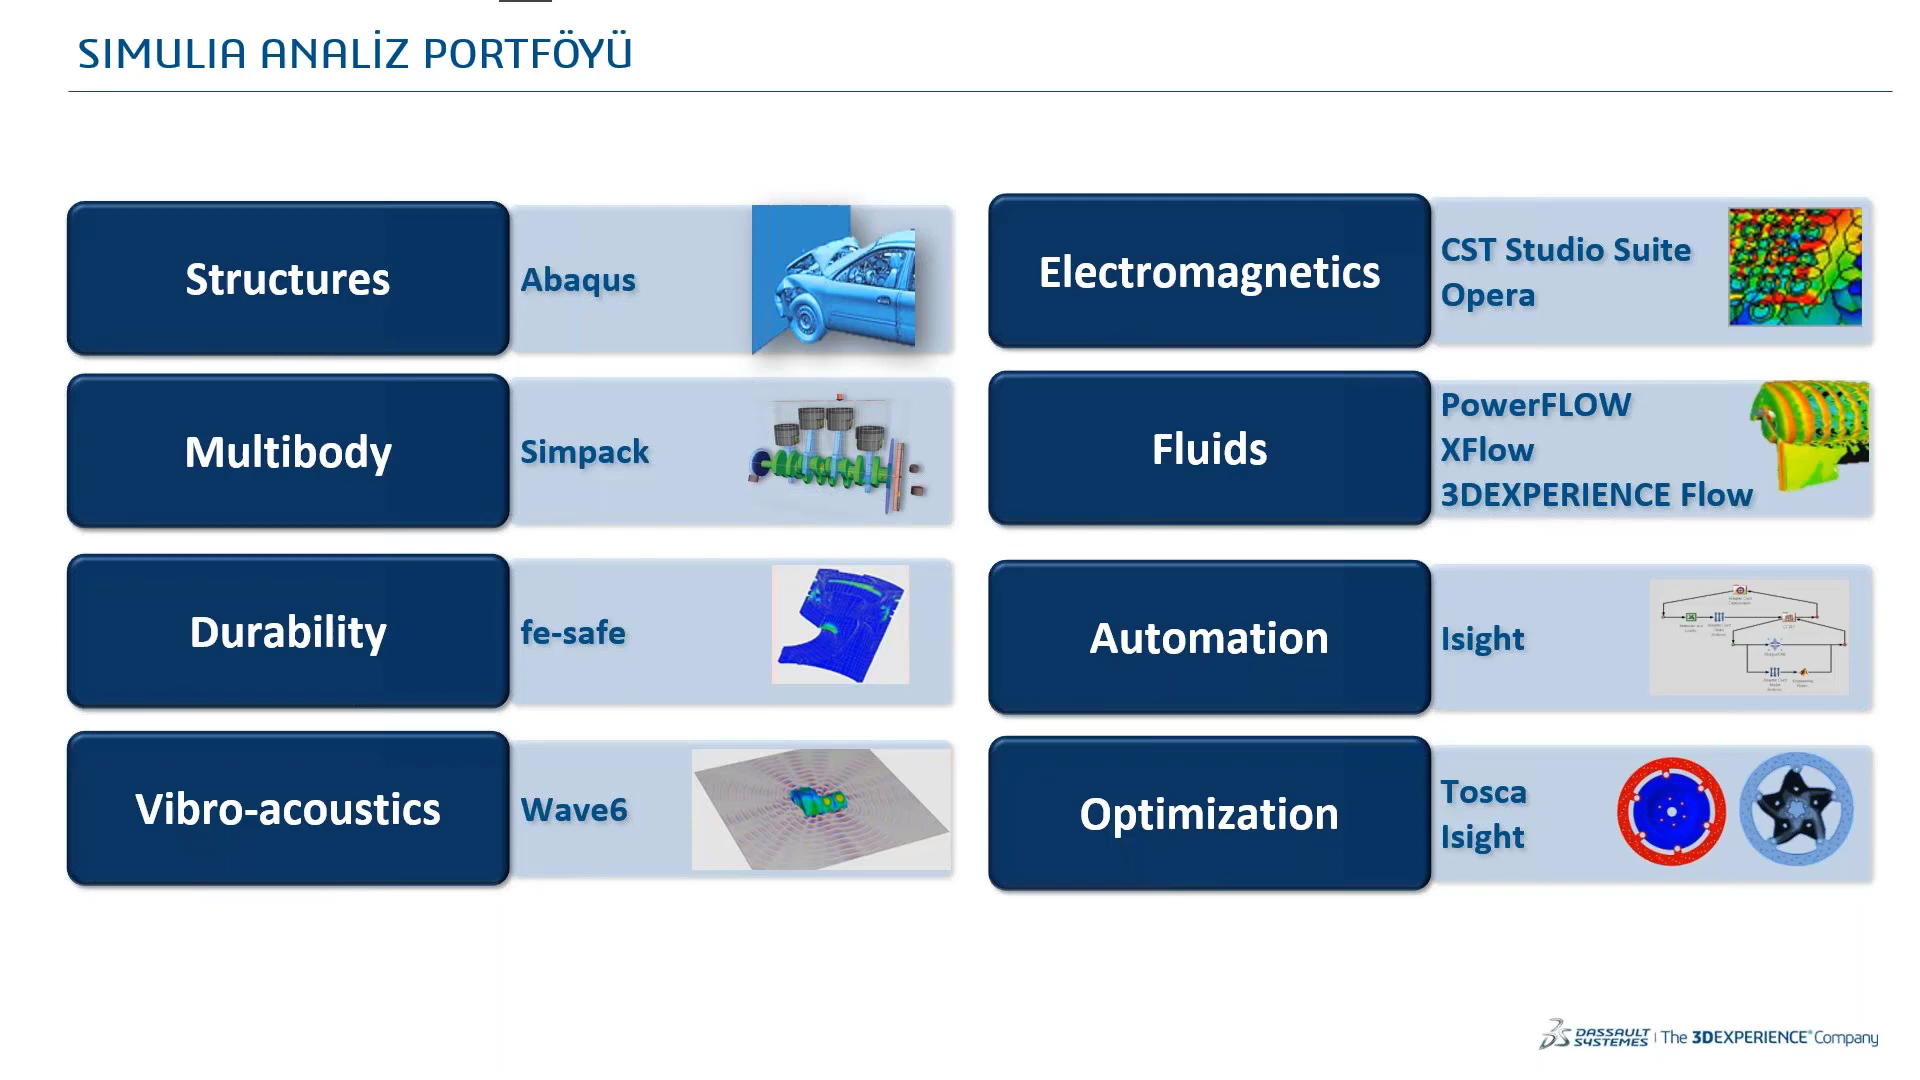 SIMULIA ANALİZ PORTFÖYÜ
Structures
Abaqus
Multibody
Simpack
Durability
fe-safe
Vibro-acoustics
Wave6
Electromagnetics
CST Studio Suite
Opera
Fluids
PowerFLOW
XFlow
3DEXPERIENCE Flow
Automation
Isight
Optimization
Tosca
Isight
DASSAULT
SYSTEMES
The 3DEXPERIENCE® Company